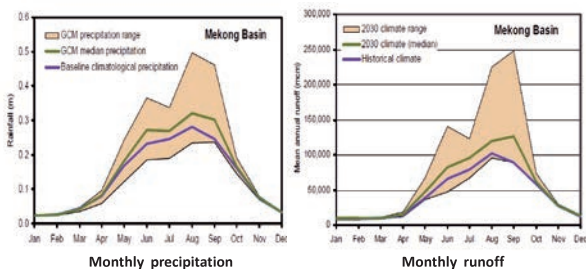 Mekong Basin
GCM precipitation range
GCM median precipitation
Baseline climatological precipitation
Rainfall (m)
0.6
0.5
0.4
0.3
0.2
0.1
0.0
Jan Feb Mar Apr May Jun Jul Aug Sep Oct Nov Dec
Monthly precipitation
Mekong Basin
2030 climate range
2030 climate (median)
Historical climate
Mean annual runoff (mcm)
300,000
250,000
200,000
150,000
100,000
50,000
0
Jan Feb Mar Apr May Jun Jul Aug Sep Oct Nov Dec
Monthly runoff